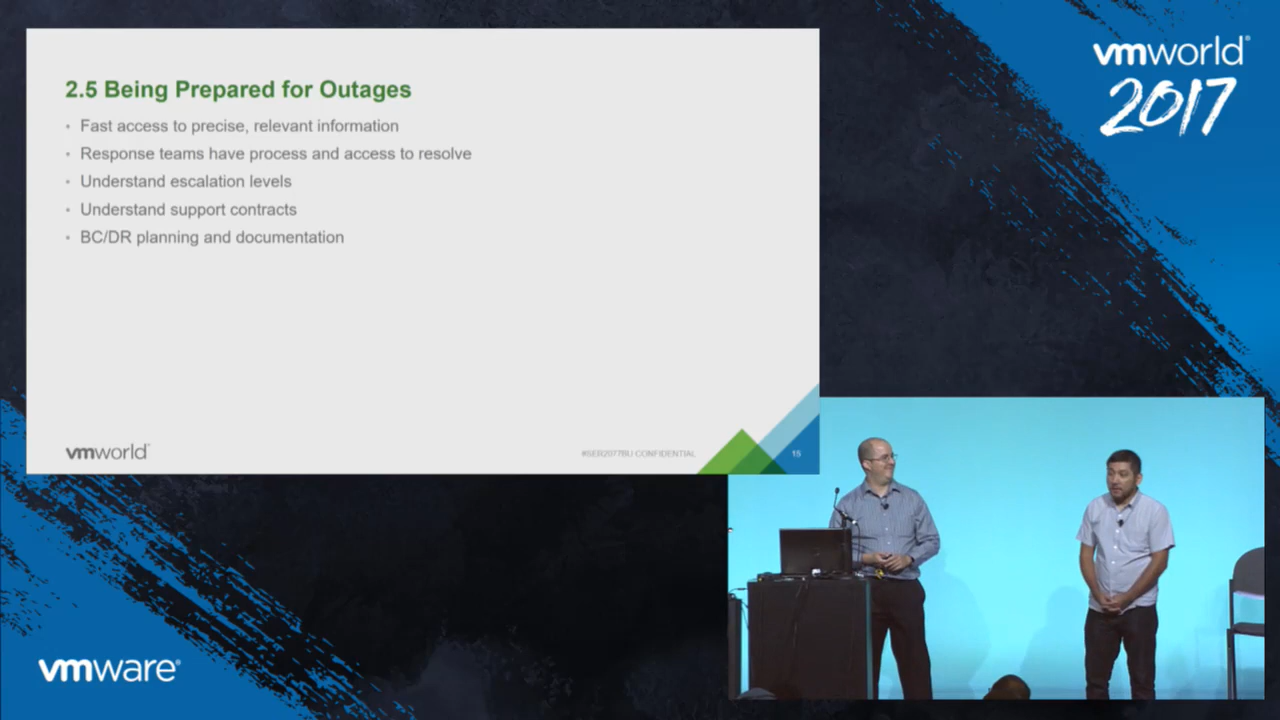 2.5 Being Prepared for Outages
• Fast access to precise, relevant information
• Response teams have process and access to resolve
• Understand escalation levels
• Understand support contracts
• BC/DR planning and documentation
vmworld
#SER2077BU CONFIDENTIAL
15
vmworld®
2017
vmware®